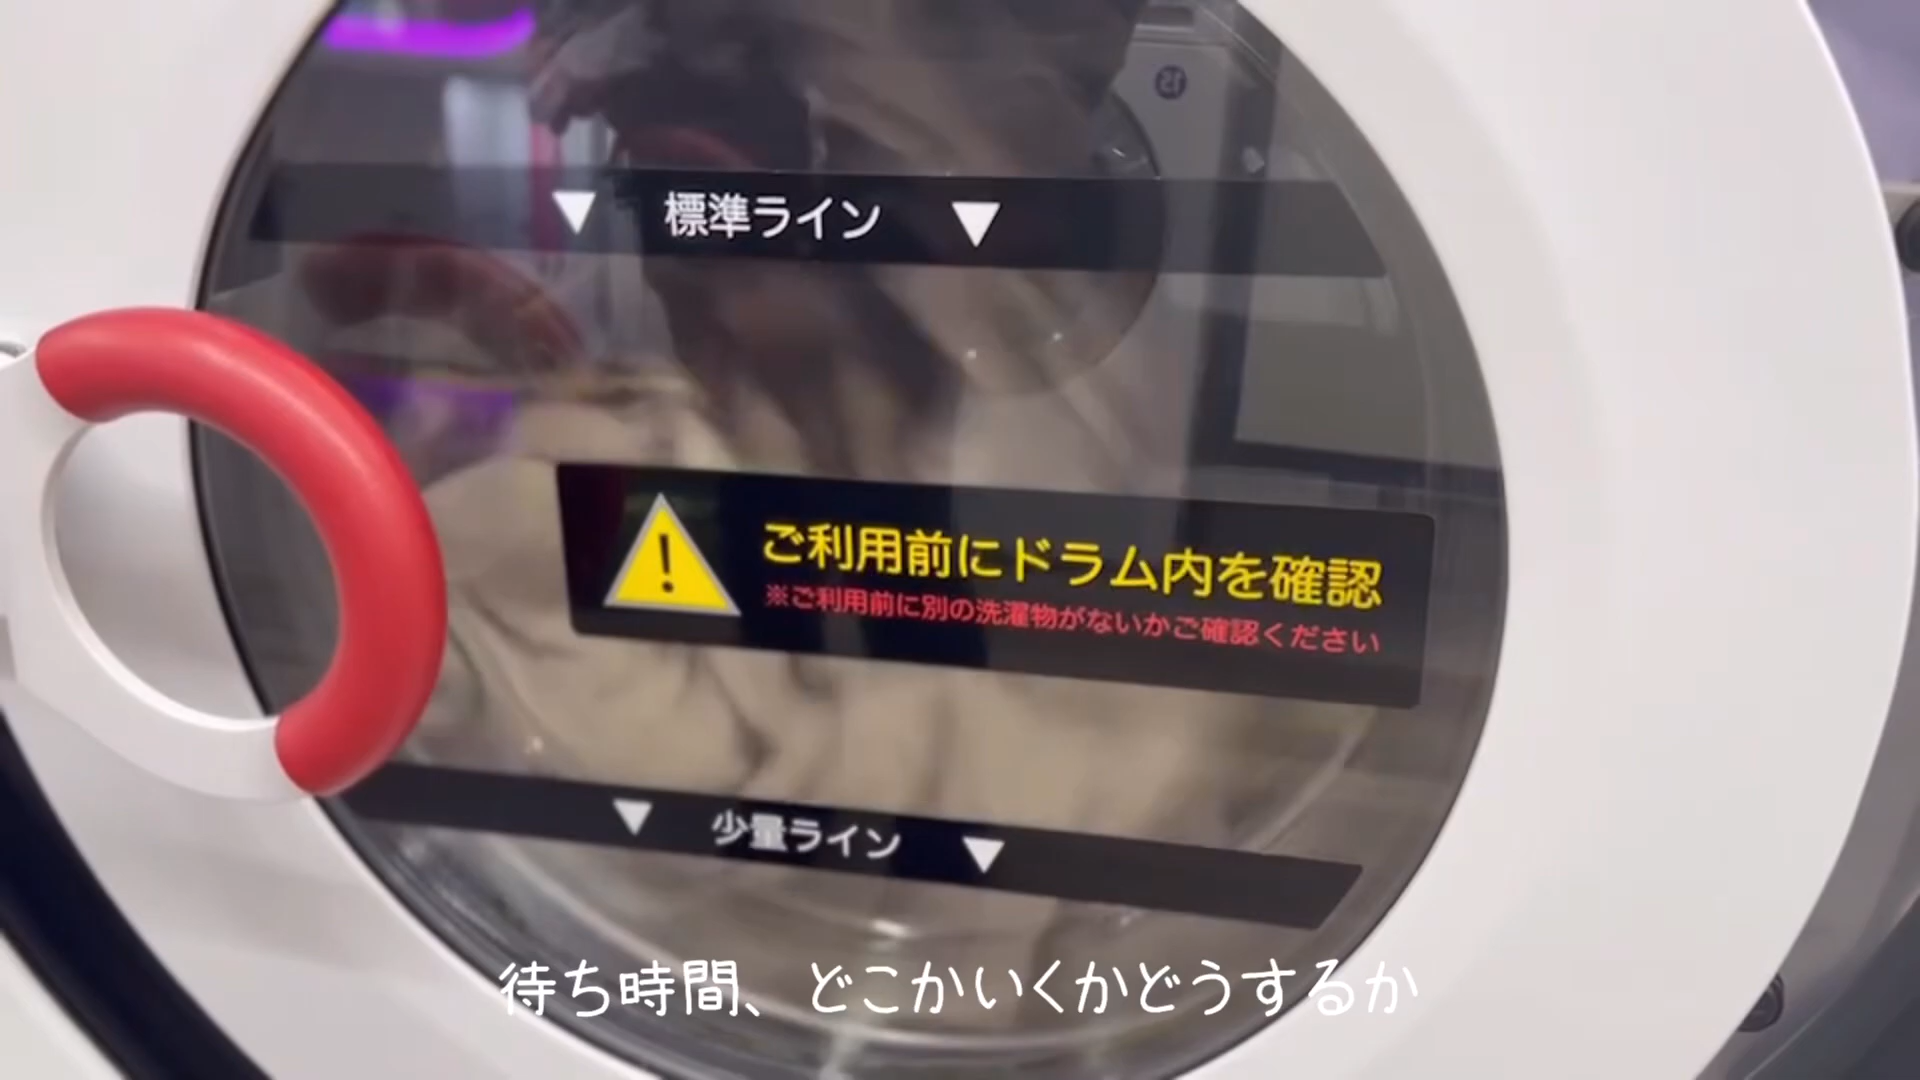 ▼ 標準ライン ▼
ご利用前にドラム内を確認
※ご利用前に別の洗濯物がないかご確認ください
▼ 少量ライン ▼
待ち時間、どこかいくかどうするか